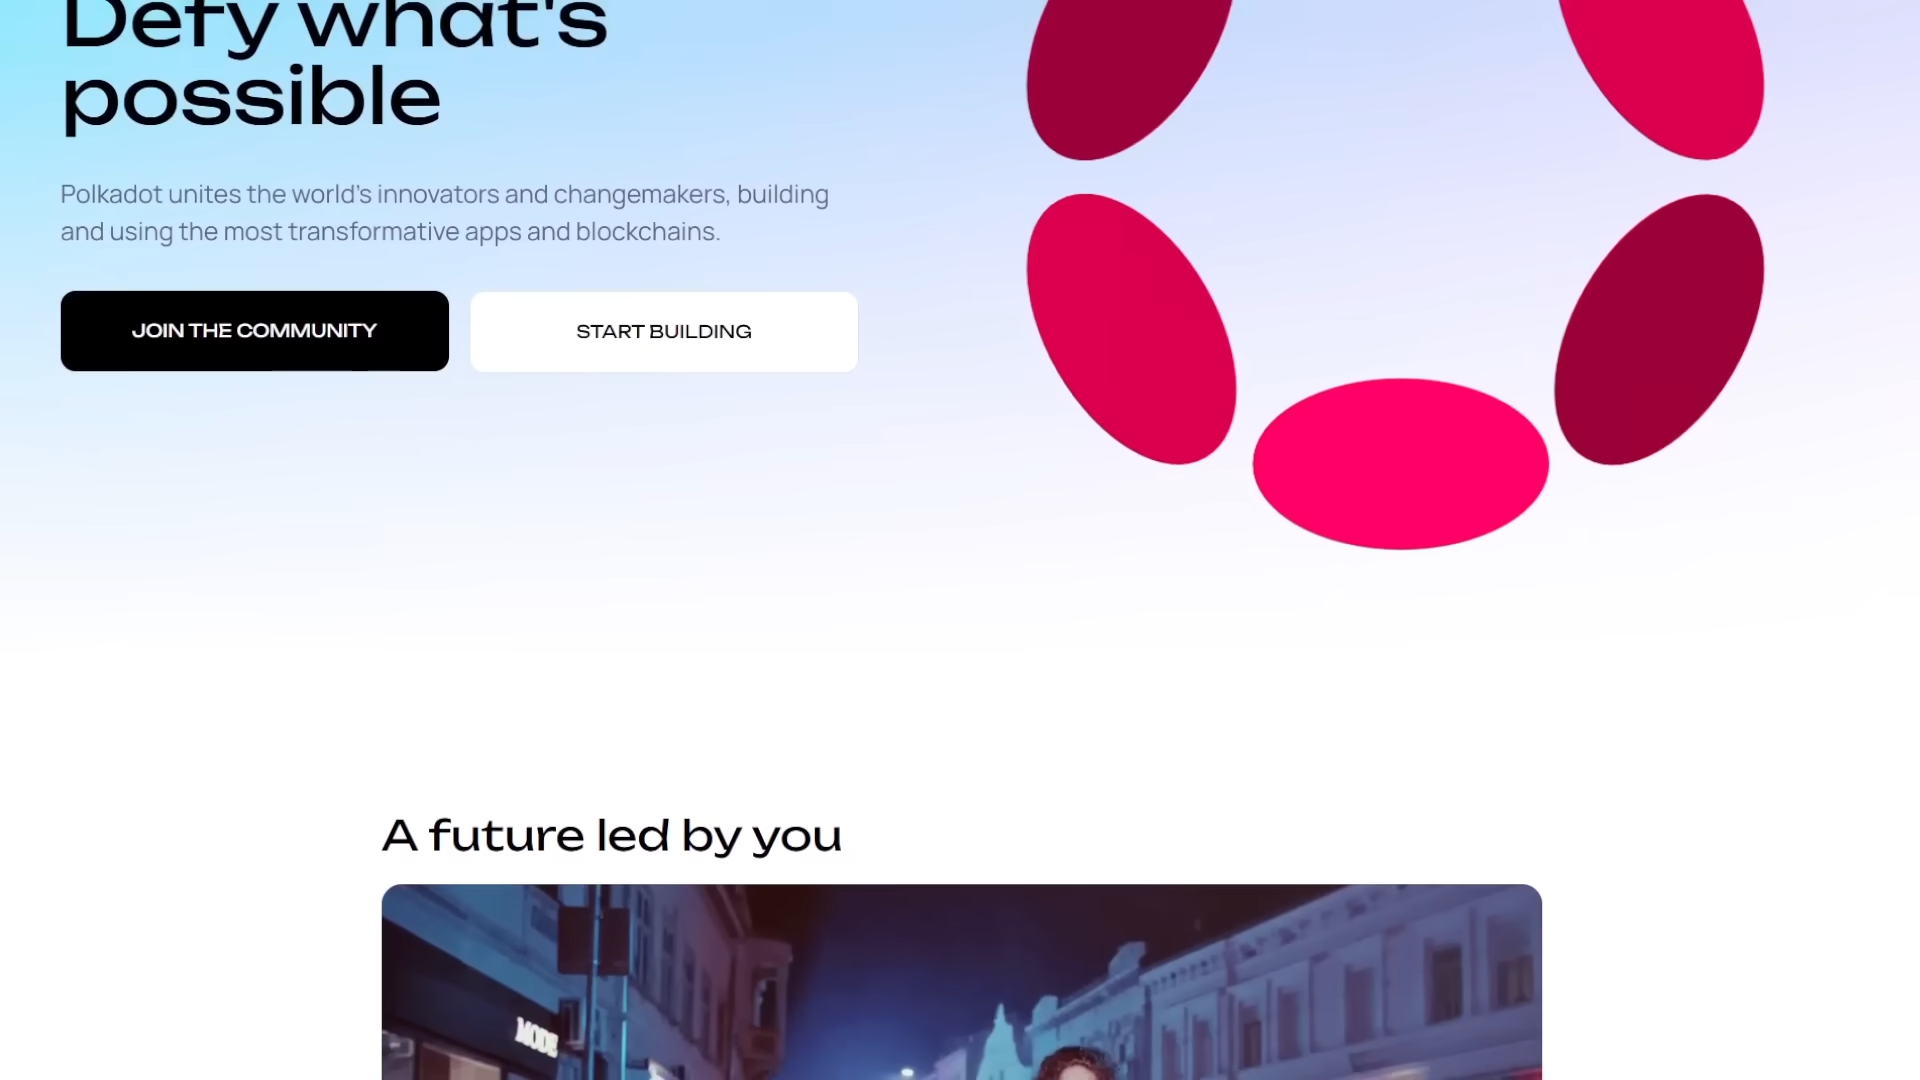 Defy what's
possible
Polkadot unites the world's innovators and changemakers, building
and using the most transformative apps and blockchains.
JOIN THE COMMUNITY
START BUILDING
A future led by you
MODE